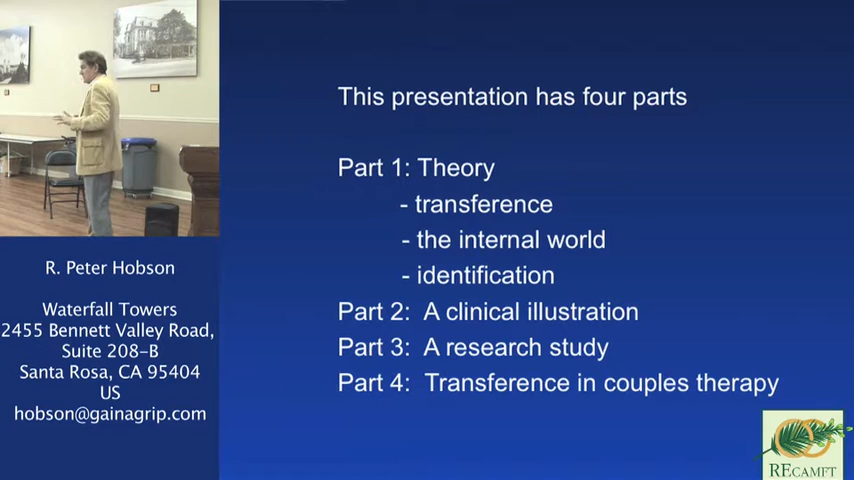 R. Peter Hobson
Waterfall Towers
2455 Bennett Valley Road,
Suite 208-B
Santa Rosa, CA 95404
US
hobson@gainagrip.com
This presentation has four parts
Part 1: Theory
- transference
- the internal world
- identification
Part 2: A clinical illustration
Part 3: A research study
Part 4: Transference in couples therapy
RECAMFT